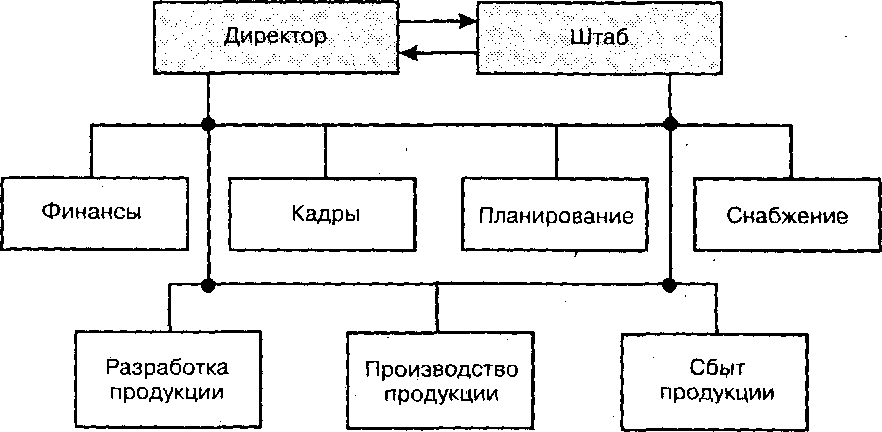 Директор
Штаб
Финансы
Кадры
Планирование
Снабжение
Разработка
продукции
Производство
продукции
Сбыт
продукции